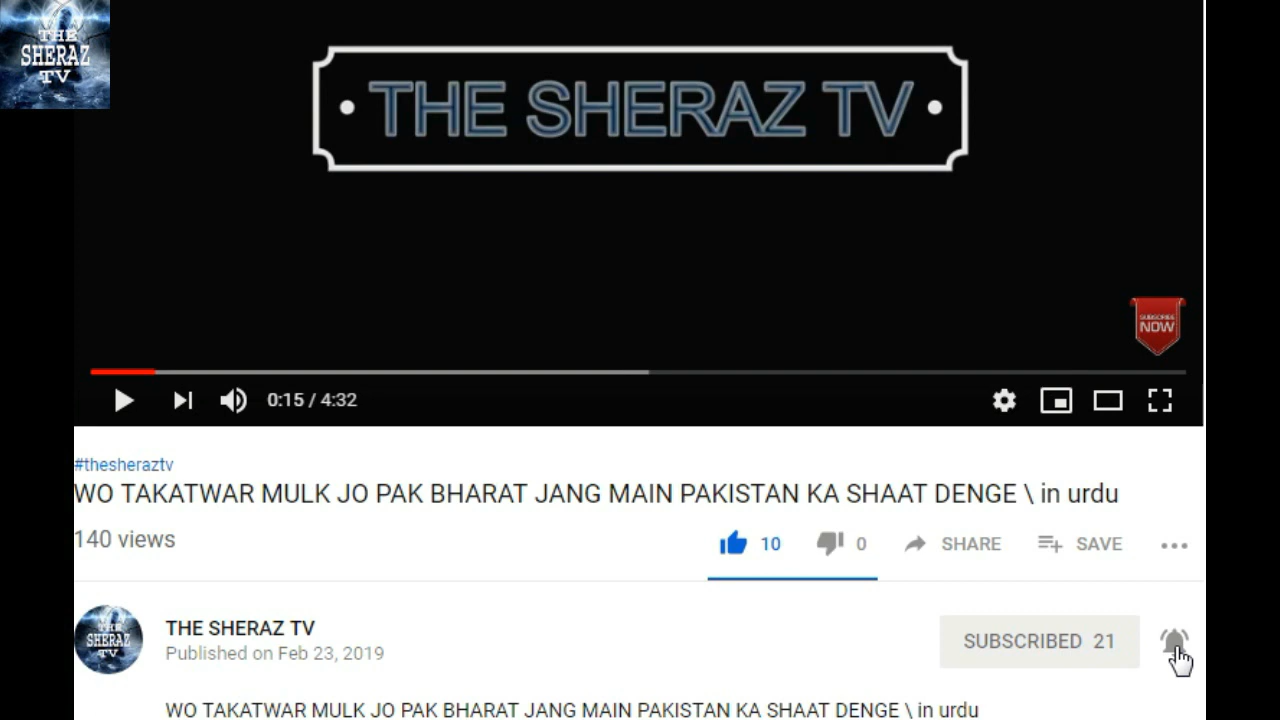 THE
SHERAZ
TV
THE SHERAZ TV
SUBSCRIBE
NOW
0:15 / 4:32
#thesheraztv
WO TAKATWAR MULK JO PAK BHARAT JANG MAIN PAKISTAN KA SHAAT DENGE \ in urdu
140 views
10 0 SHARE SAVE
THE
SHERAZ
TV
THE SHERAZ TV
Published on Feb 23, 2019
SUBSCRIBED 21
WO TAKATWAR MULK JO PAK BHARAT JANG MAIN PAKISTAN KA SHAAT DENGE \ in urdu